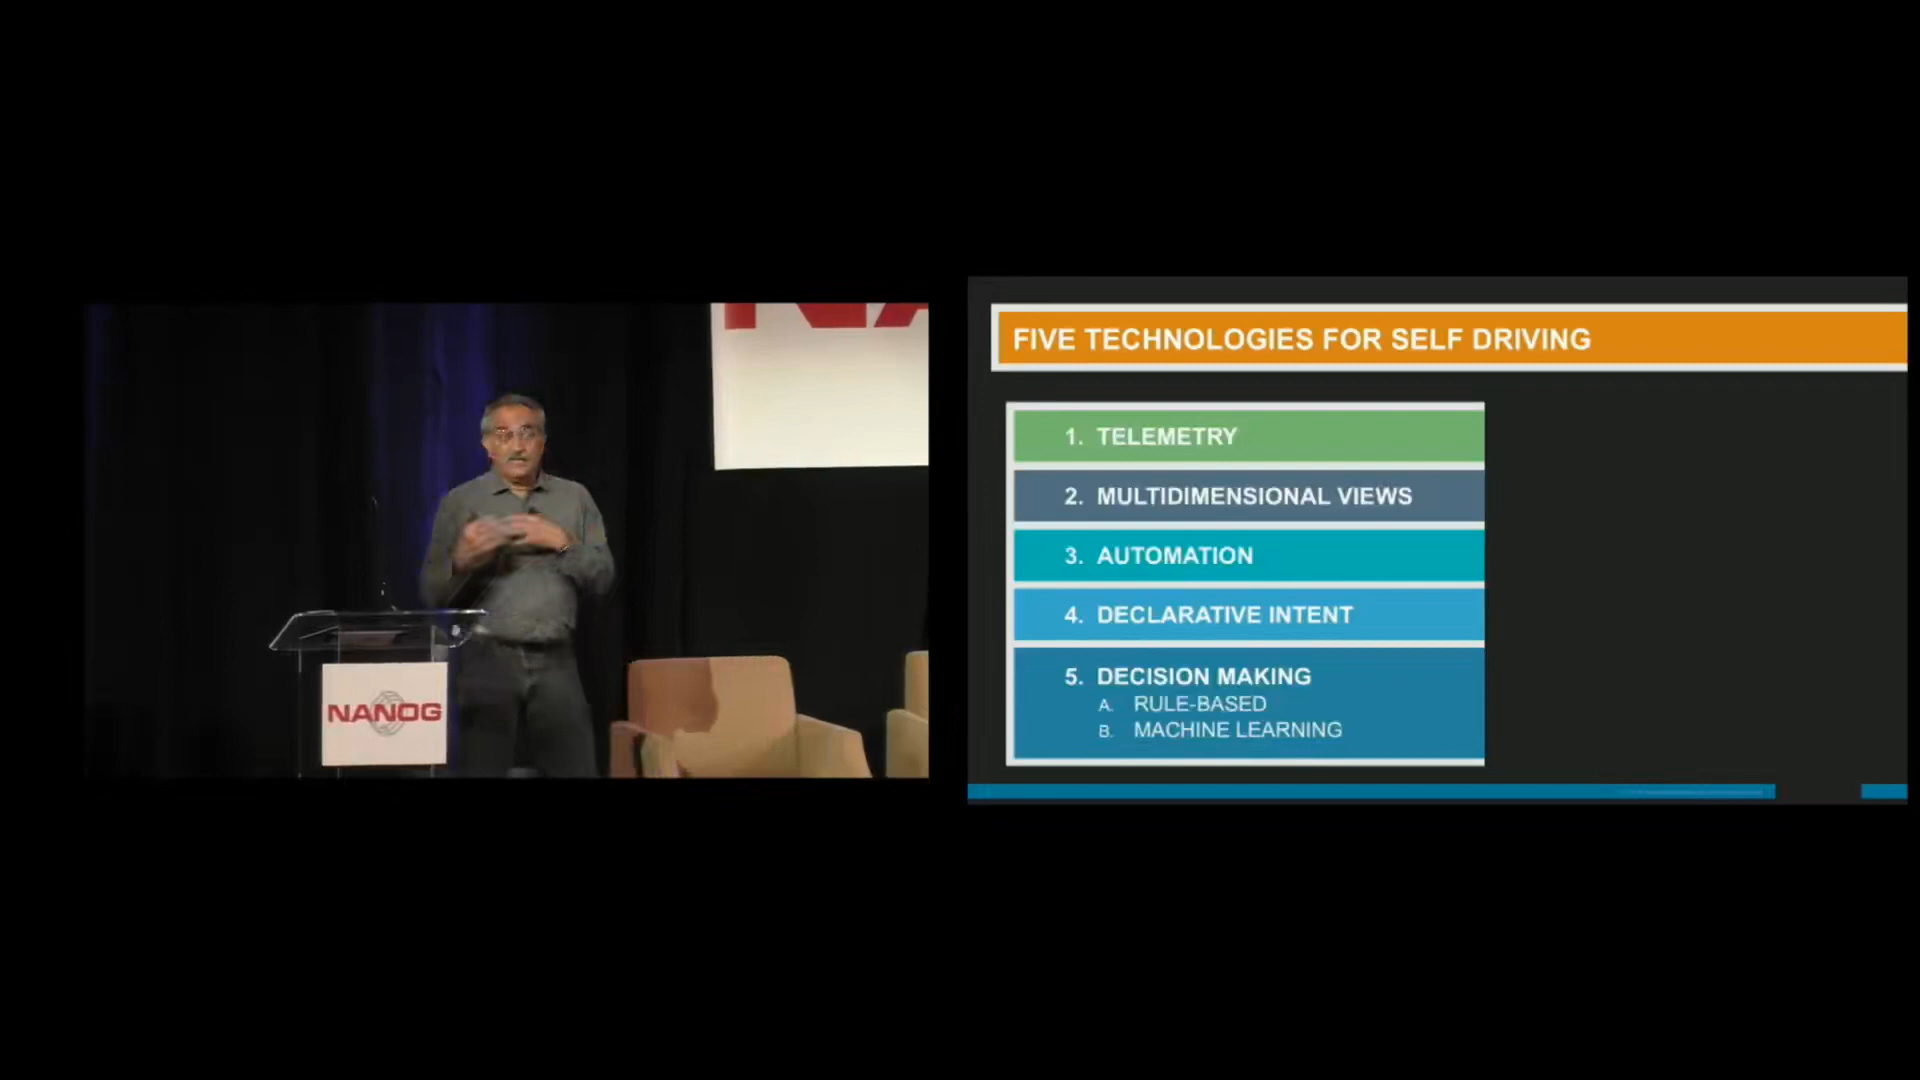 NANOG
FIVE TECHNOLOGIES FOR SELF DRIVING
1. TELEMETRY
2. MULTIDIMENSIONAL VIEWS
3. AUTOMATION
4. DECLARATIVE INTENT
5. DECISION MAKING
A. RULE-BASED
B. MACHINE LEARNING